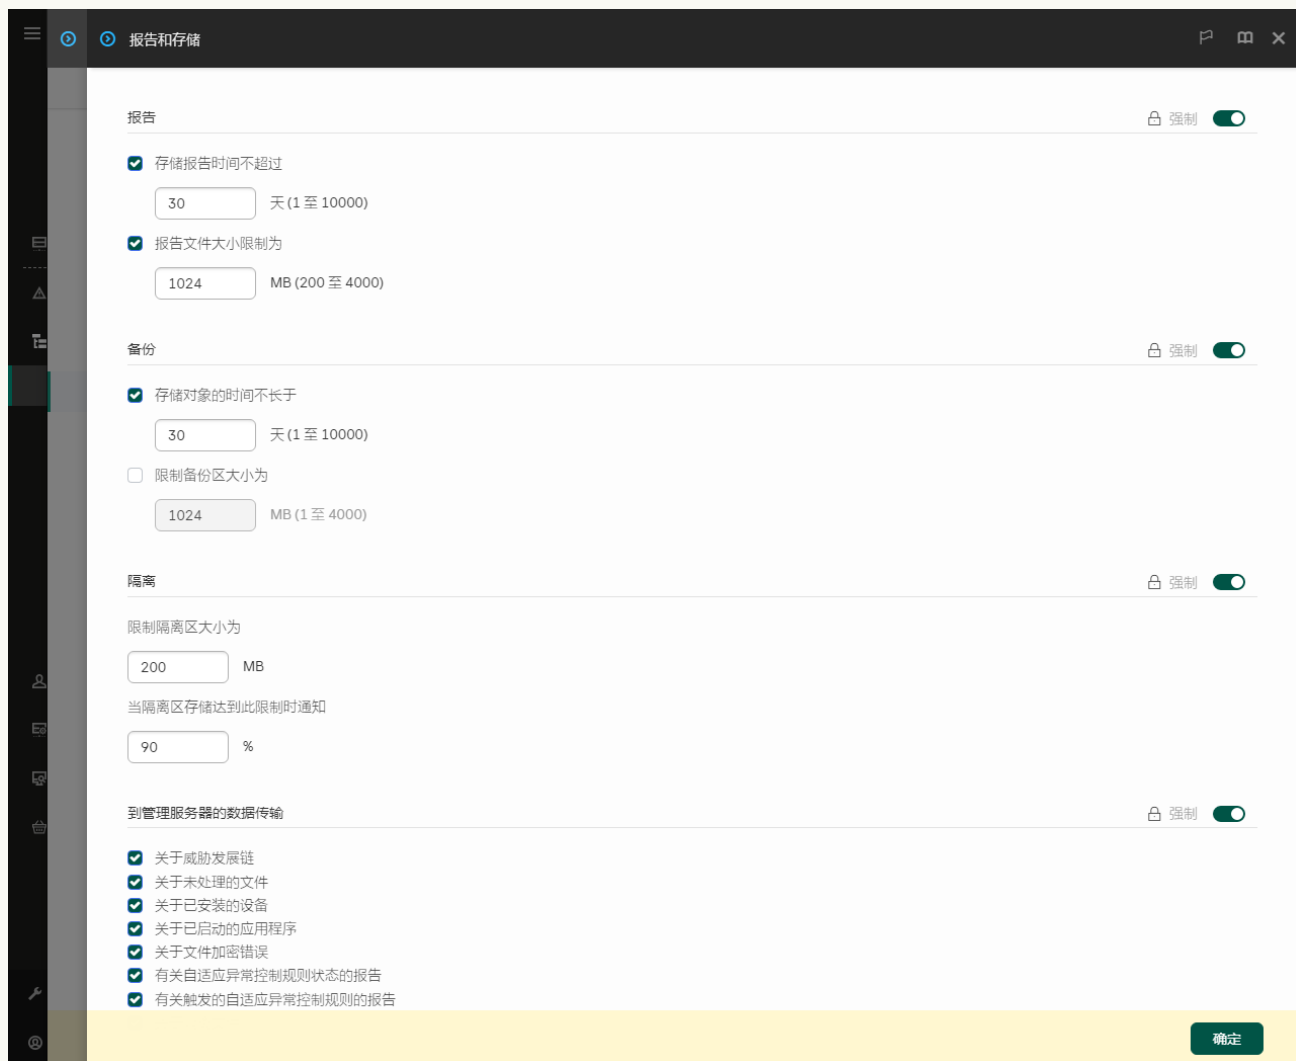 报告和存储
报告
强制
存储报告时间不超过
30 天 (1 至 10000)
报告文件大小限制为
1024 MB (200 至 4000)
备份
强制
存储对象的时间不长于
30 天 (1 至 10000)
限制备份区大小为
1024 MB (1 至 4000)
隔离
强制
限制隔离区大小为
200 MB
当隔离区存储达到此限制时通知
90 %
到管理服务器的数据传输
强制
关于威胁发展链
关于未处理的文件
关于已安装的设备
关于已启动的应用程序
关于文件加密错误
有关自适应异常控制规则状态的报告
有关触发的自适应异常控制规则的报告
确定